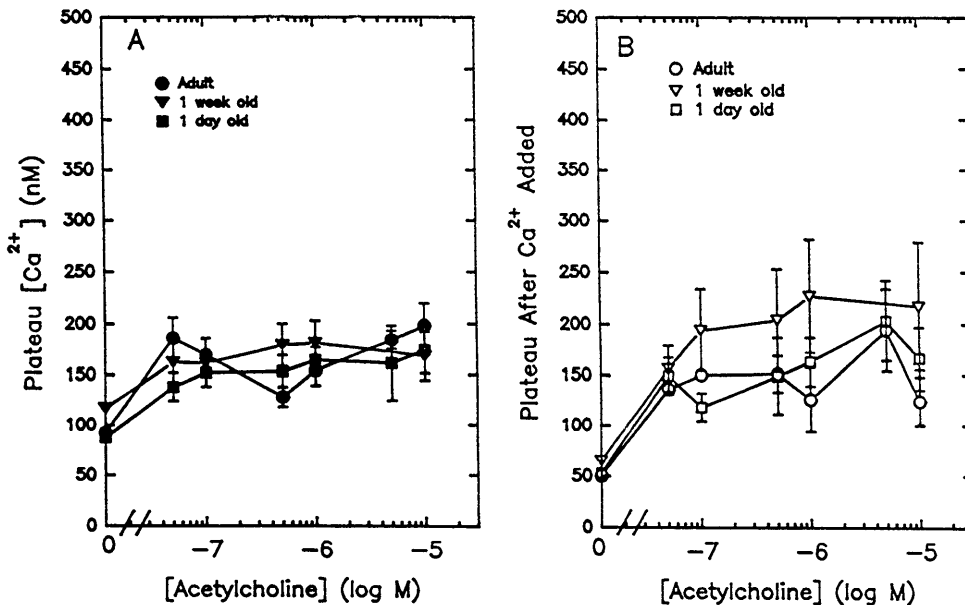 A
Adult
1 week old
1 day old
Plateau [Ca2+] (nM)
500
450
400
350
300
250
200
150
100
50
0
0
-7
-6
-5
[Acetylcholine] (log M)
B
Adult
1 week old
1 day old
Plateau After Ca2+ Added
500
450
400
350
300
250
200
150
100
50
0
0
-7
-6
-5
[Acetylcholine] (log M)